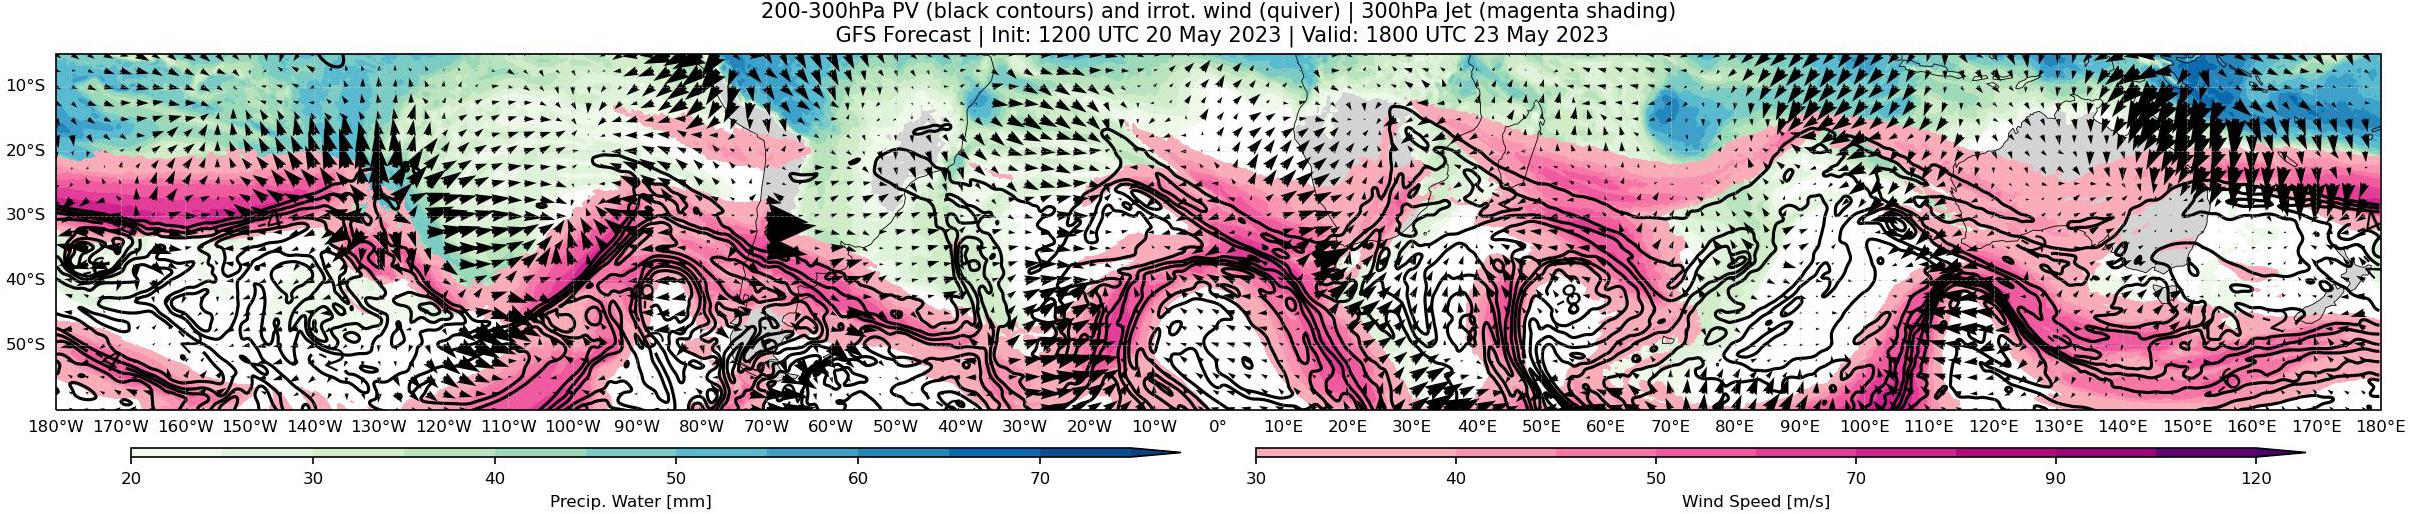 200-300hPa PV (black contours) and irrot. wind (quiver) | 300hPa Jet (magenta shading)
GFS Forecast | Init: 1200 UTC 20 May 2023 | Valid: 1800 UTC 23 May 2023
10°S
20°S
30°S
40°S
50°S
180°W 170°W 160°W 150°W 140°W 130°W 120°W 110°W 100°W 90°W 80°W 70°W 60°W 50°W 40°W 30°W 20°W 10°W 0° 10°E 20°E 30°E 40°E 50°E 60°E 70°E 80°E 90°E 100°E 110°E 120°E 130°E 140°E 150°E 160°E 170°E 180°E
20 30 40 50 60 70
Precip. Water [mm]
30 40 50 70 90 120
Wind Speed [m/s]